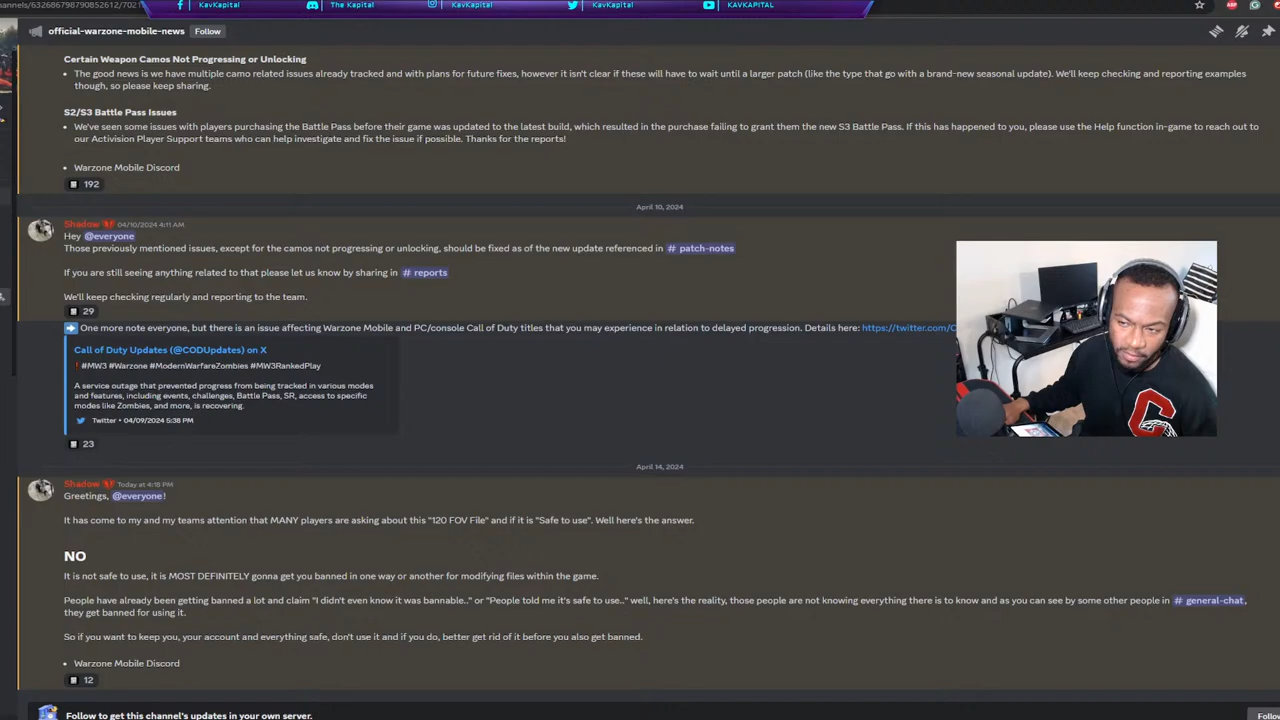 annels/632686798790852612/702
KavKapital
The Kapital
KavKapital
KavKapital
KAVKAPITAL
official-warzone-mobile-news
Follow
Certain Weapon Camos Not Progressing or Unlocking
• The good news is we have multiple camo related issues already tracked and with plans for future fixes, however it isn't clear if these will have to wait until a larger patch (like the type that go with a brand-new seasonal update). We'll keep checking and reporting examples
though, so please keep sharing.
S2/S3 Battle Pass Issues
• We've seen some issues with players purchasing the Battle Pass before their game was updated to the latest build, which resulted in the purchase failing to grant them the new S3 Battle Pass. If this has happened to you, please use the Help function in-game to reach out to
our Activision Player Support teams who can help investigate and fix the issue if possible. Thanks for the reports!
• Warzone Mobile Discord
192
April 10, 2024
Shadow 04/10/2024 4:11 AM
Hey @everyone
Those previously mentioned issues, except for the camos not progressing or unlocking, should be fixed as of the new update referenced in # patch-notes
If you are still seeing anything related to that please let us know by sharing in # reports
We'll keep checking regularly and reporting to the team.
29
One more note everyone, but there is an issue affecting Warzone Mobile and PC/console Call of Duty titles that you may experience in relation to delayed progression. Details here: https://twitter.com/C
Call of Duty Updates (@CODUpdates) on X
❗#MW3 #Warzone #ModernWarfareZombies #MW3RankedPlay
A service outage that prevented progress from being tracked in various modes
and features, including events, challenges, Battle Pass, SR, access to specific
modes like Zombies, and more, is recovering.
Twitter • 04/09/2024 5:38 PM
23
April 14, 2024
Shadow Today at 4:15 PM
Greetings, @everyone!
It has come to my and my teams attention that MANY players are asking about this "120 FOV File" and if it is "Safe to use". Well here's the answer.
NO
It is not safe to use, it is MOST DEFINITELY gonna get you banned in one way or another for modifying files within the game.
People have already been getting banned a lot and claim "I didn't even know it was bannable.." or "People told me it's safe to use.." well, here's the reality, those people are not knowing everything there is to know and as you can see by some other people in # general-chat,
they get banned for using it.
So if you want to keep you, your account and everything safe, don't use it and if you do, better get rid of it before you also get banned.
• Warzone Mobile Discord
12
Follow to get this channel's updates in your own server.
Follow
C